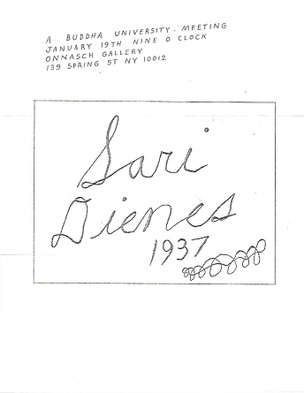 A BUDDHA UNIVERSITY. MEETING
JANUARY 19TH NINE O CLOCK
ONNASCH GALLERY
139 SPRING ST NY 10012
Sari
Dienes
1937